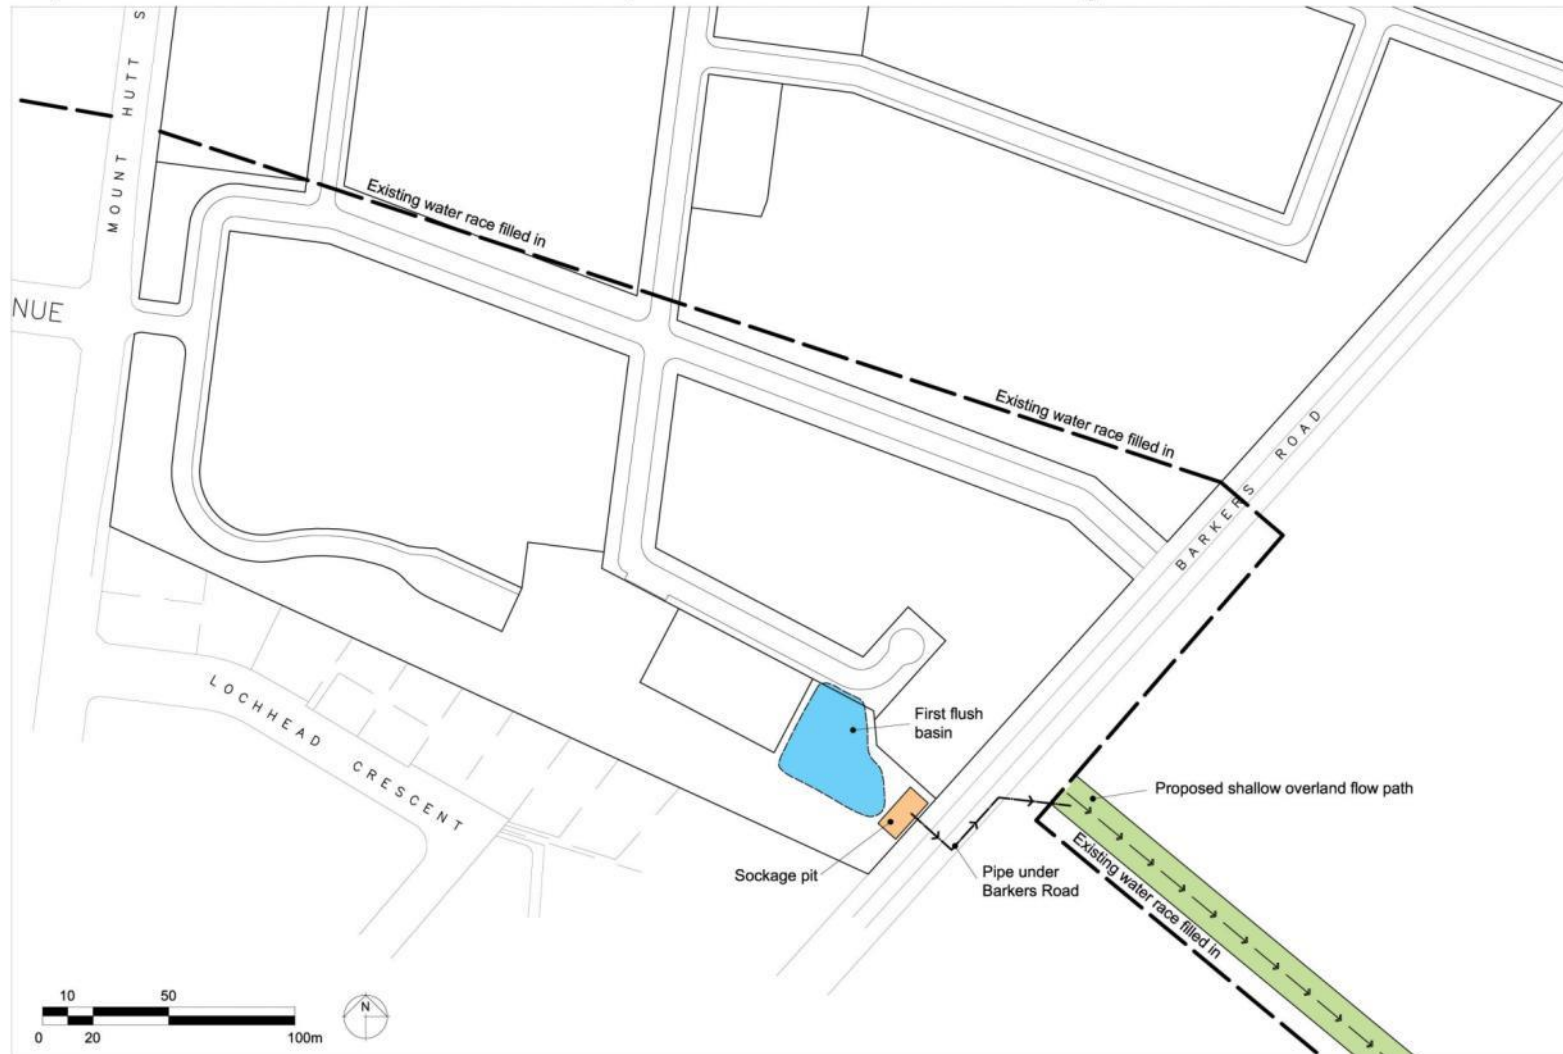 MOUNT HUTT S
NUE
Existing water race filled in
Existing water race filled in
BARKERS ROAD
LOCHHEAD CRESCENT
First flush
basin
Sockage pit
Pipe under
Barkers Road
Proposed shallow overland flow path
Existing water race filled in
10 50
0 20 100m
N